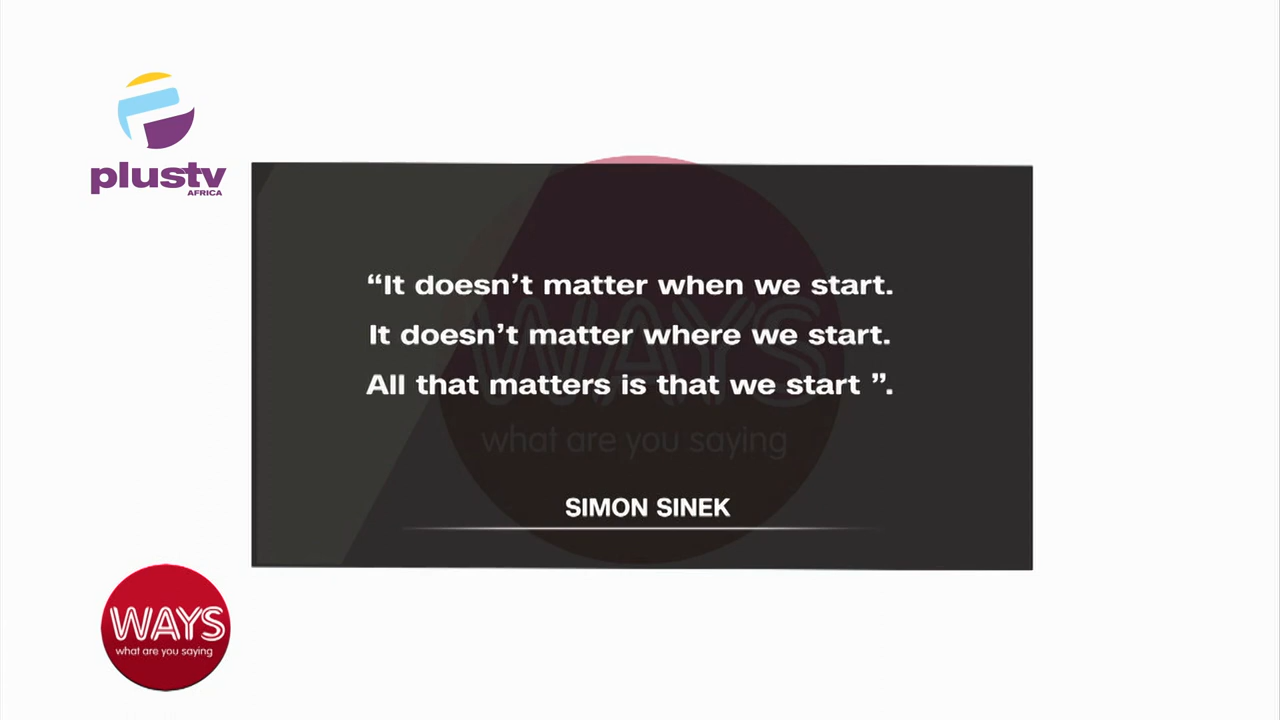 plustv
AFRICA
“It doesn’t matter when we start.
It doesn’t matter where we start.
All that matters is that we start ”.
WAYS
what are you saying
SIMON SINEK
WAYS
what are you saying